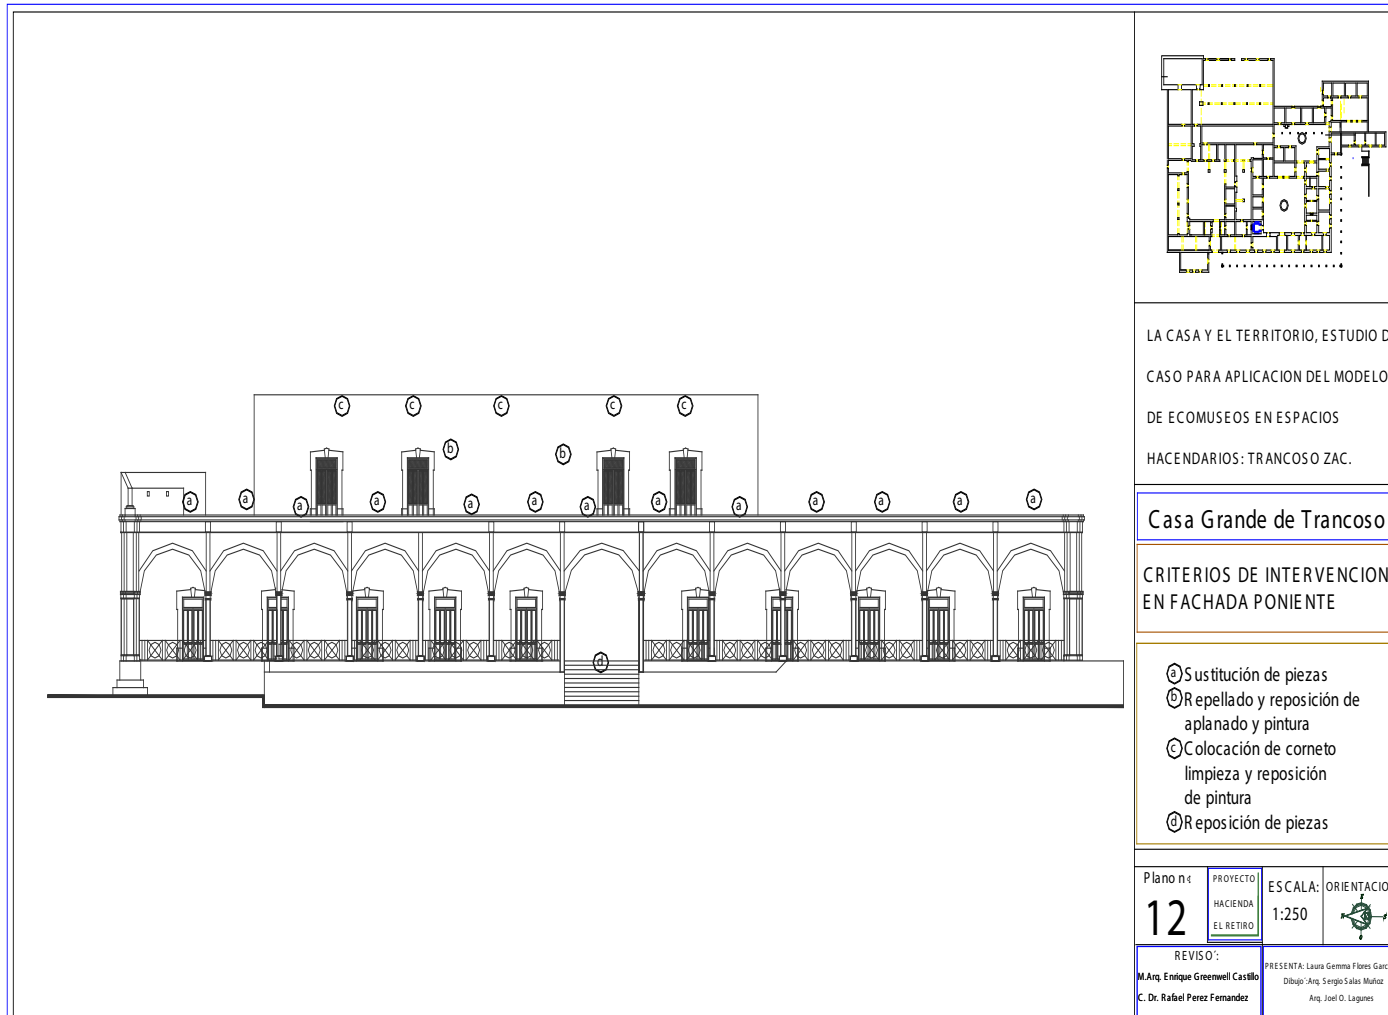 c c c c c
b b
a a a a a a a a a a a a a
d
LA CASA Y EL TERRITORIO, ESTUDIO D
CASO PARA APLICACION DEL MODELO
DE ECOMUSEOS EN ESPACIOS
HACENDARIOS: TRANCOSO ZAC.
Casa Grande de Trancoso
CRITERIOS DE INTERVENCION
EN FACHADA PONIENTE
a Sustitución de piezas
b Repellado y reposición de
aplanado y pintura
c Colocación de corneto
limpieza y reposición
de pintura
d Reposición de piezas
Plano n:
12
PROYECTO
HACIENDA
EL RETIRO
ESCALA:
1:250
ORIENTACIO
REVISO´:
M.Arq. Enrique Greenwell Castillo
C. Dr. Rafael Perez Fernandez
PRESENTA: Laura Gemma Flores Garc
Dibujo´:Arq. Sergio Salas Muñoz
Arq. Joel O. Lagunes